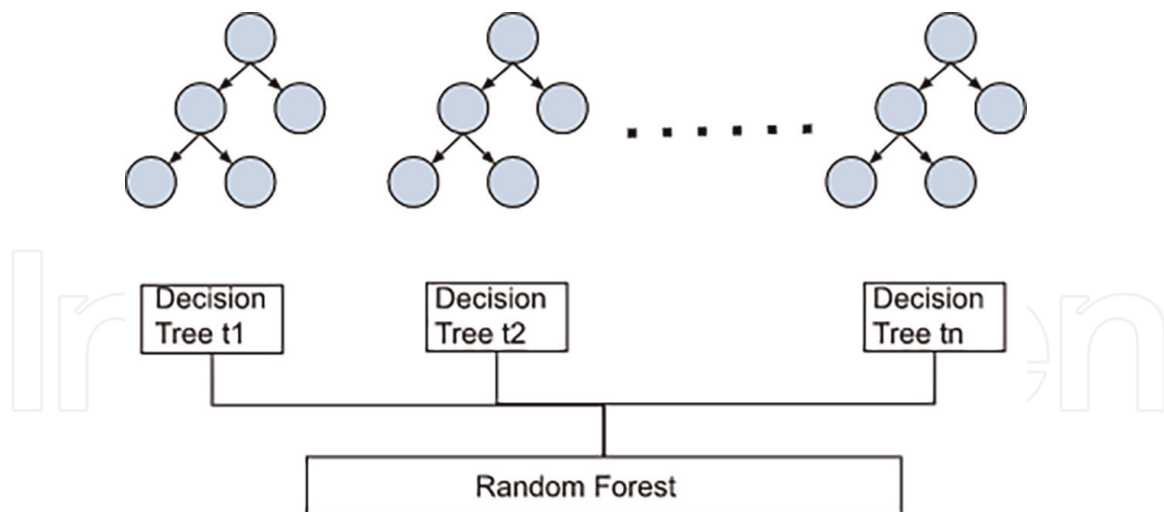 Decision
Tree t1
Decision
Tree t2
Decision
Tree tn
Random Forest